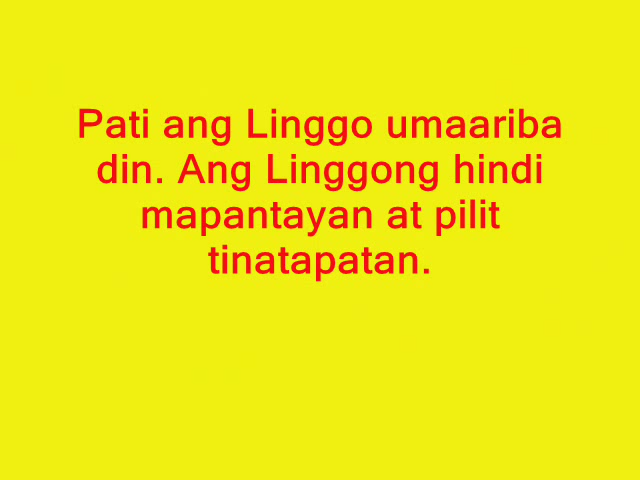 Pati ang Linggo umaariba
din. Ang Linggong hindi
mapantayan at pilit
tinatapatan.